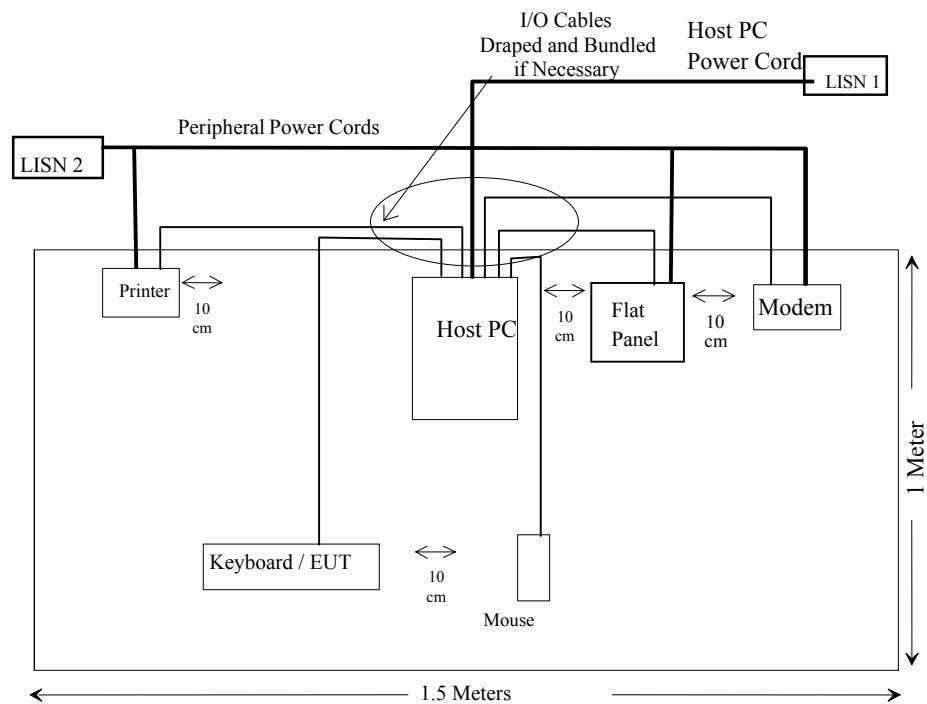 I/O Cables
Draped and Bundled
if Necessary
Host PC
Power Cord
LISN 1
Peripheral Power Cords
LISN 2
Printer
10
cm
Host PC
10
cm
Flat
Panel
10
cm
Modem
1 Meter
Keyboard / EUT
10
cm
Mouse
1.5 Meters